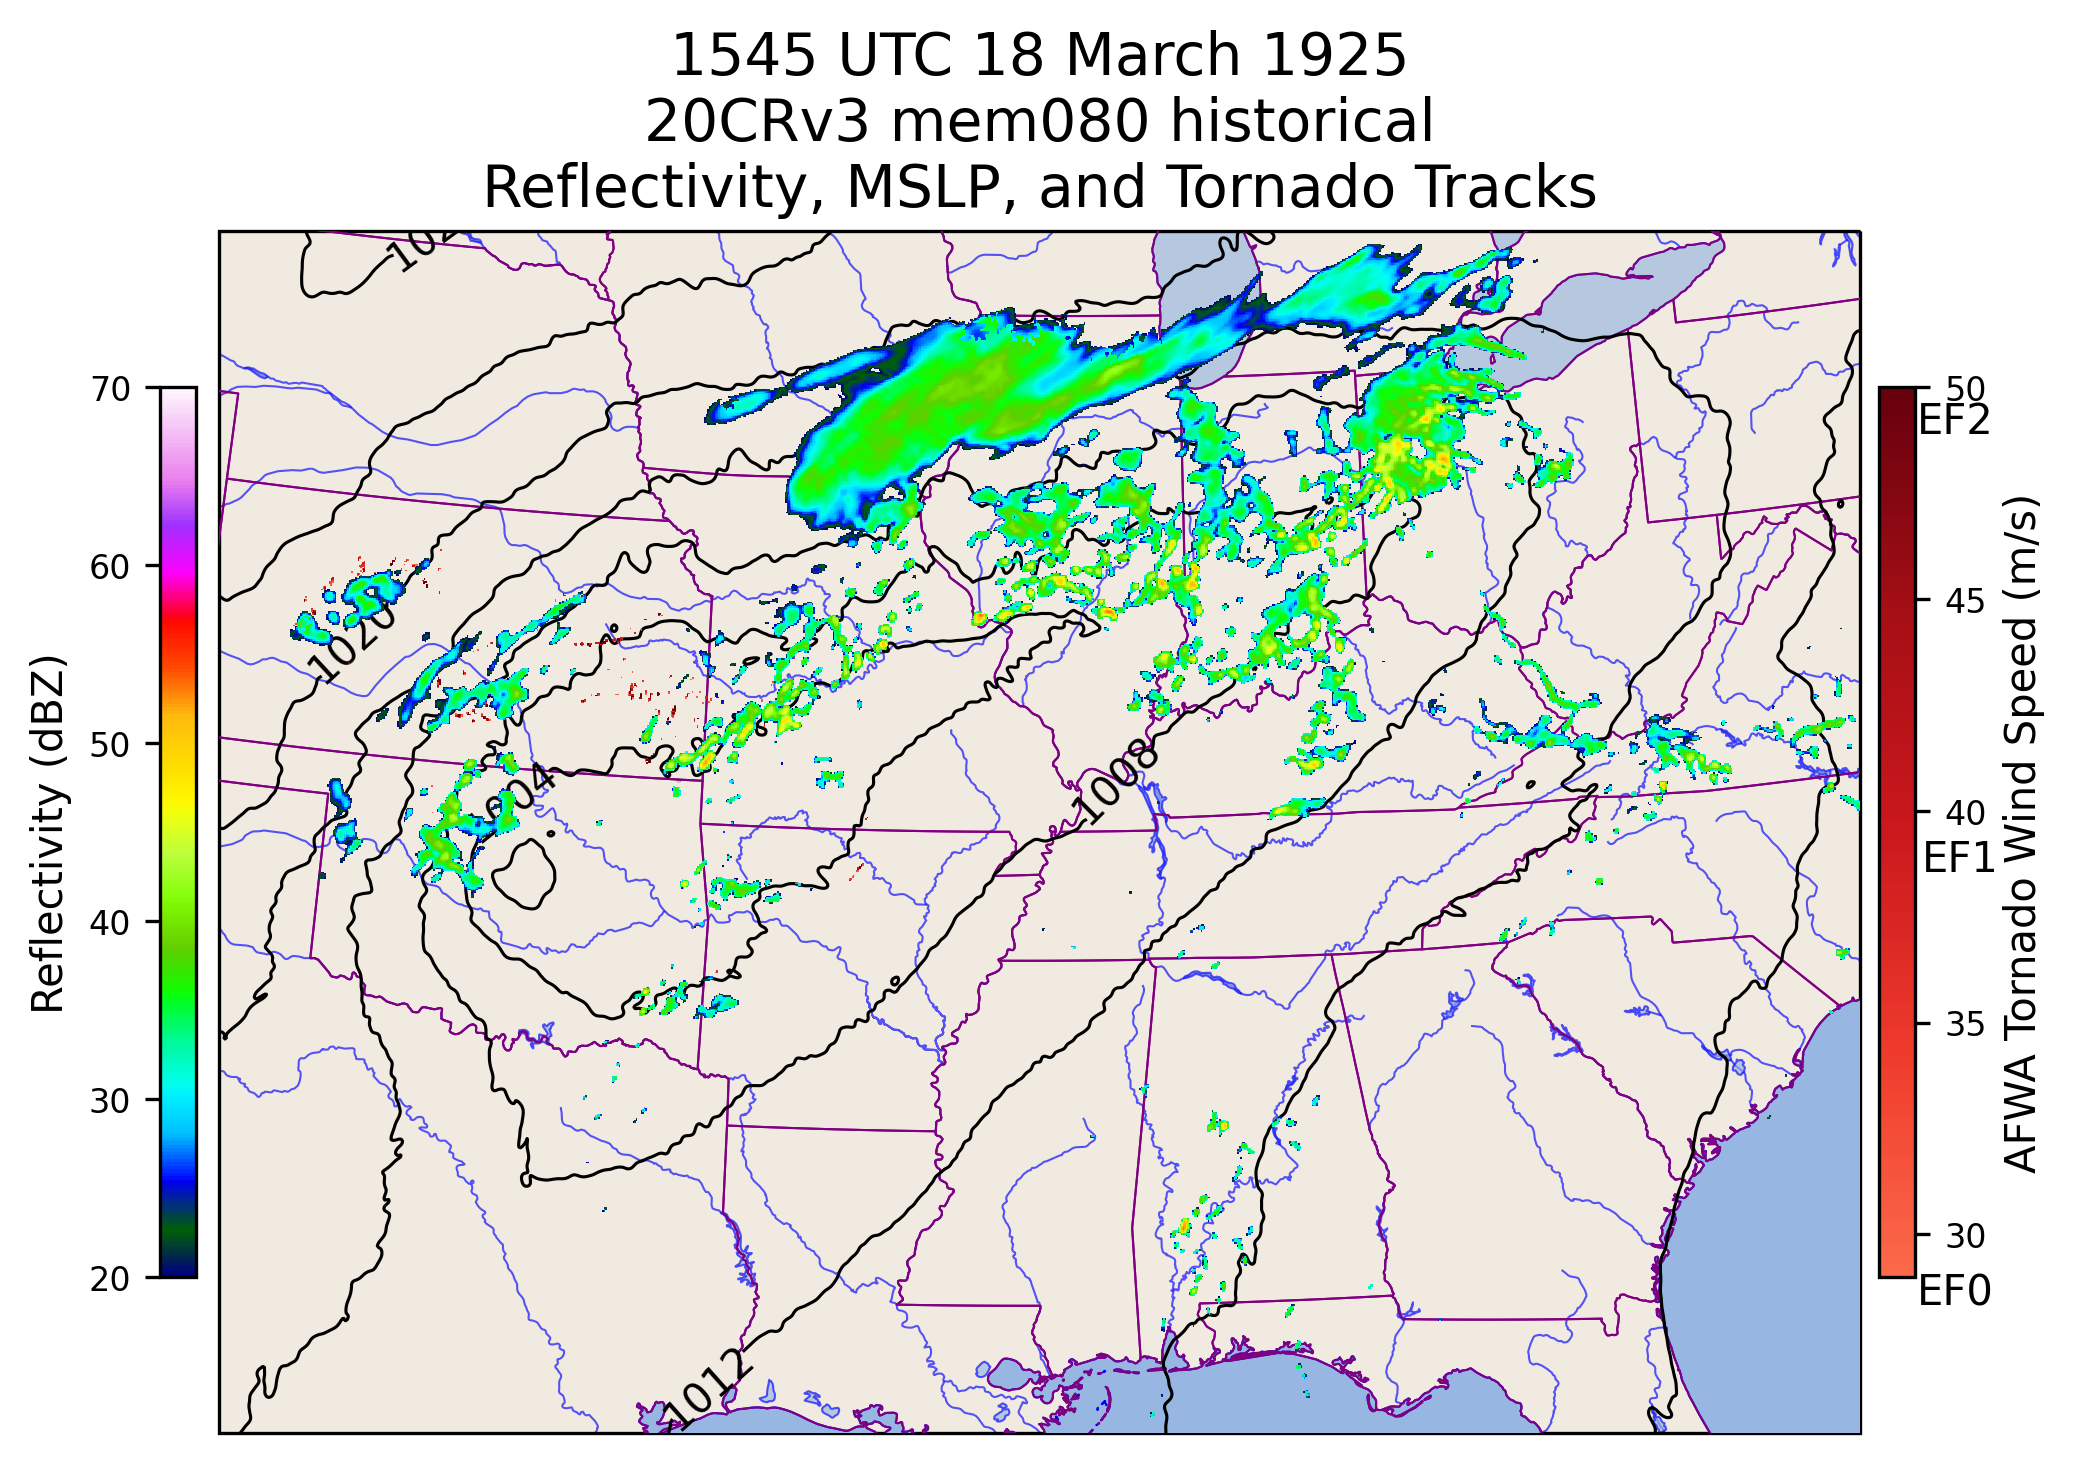 1545 UTC 18 March 1925
20CRv3 mem080 historical
Reflectivity, MSLP, and Tornado Tracks
70
60
50
40
30
20
Reflectivity (dBZ)
1020
1004
1008
1012
50
EF2
45
40
EF1
35
30
EF0
AFWA Tornado Wind Speed (m/s)